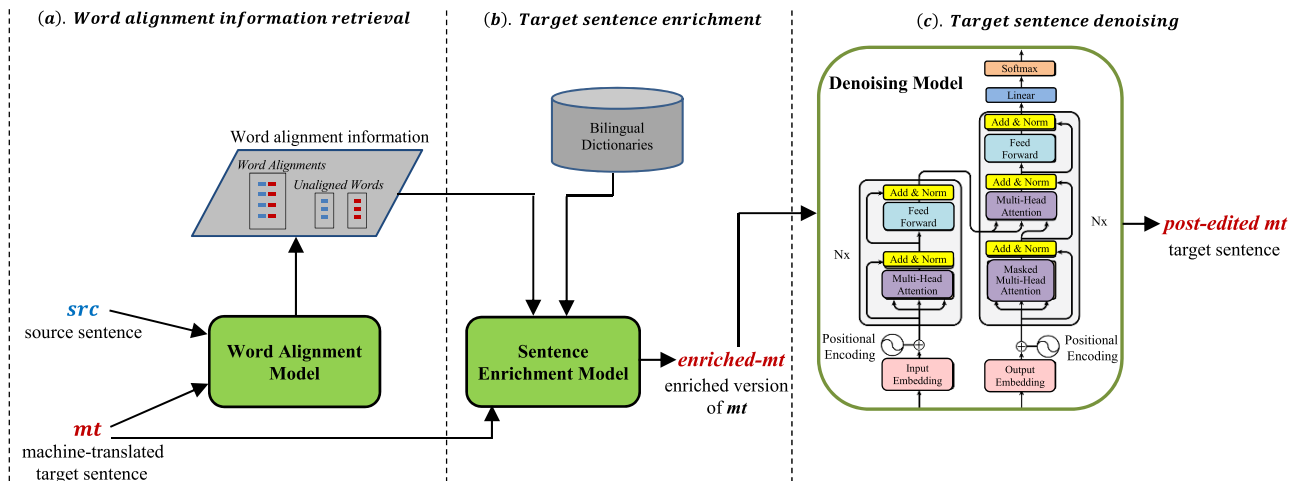 (a). Word alignment information retrieval
Word alignment information
Word Alignments
Unaligned Words
src
source sentence
Word Alignment
Model
mt
machine-translated
target sentence
(b). Target sentence enrichment
Bilingual
Dictionaries
Sentence
Enrichment Model
enriched-mt
enriched version
of mt
(c). Target sentence denoising
Denoising Model
Softmax
Linear
Add & Norm
Feed
Forward
Add & Norm
Multi-Head
Attention
Add & Norm
Masked
Multi-Head
Attention
Nx
Add & Norm
Feed
Forward
Nx
Add & Norm
Multi-Head
Attention
Positional
Encoding
Positional
Encoding
Input
Embedding
Output
Embedding
post-edited mt
target sentence